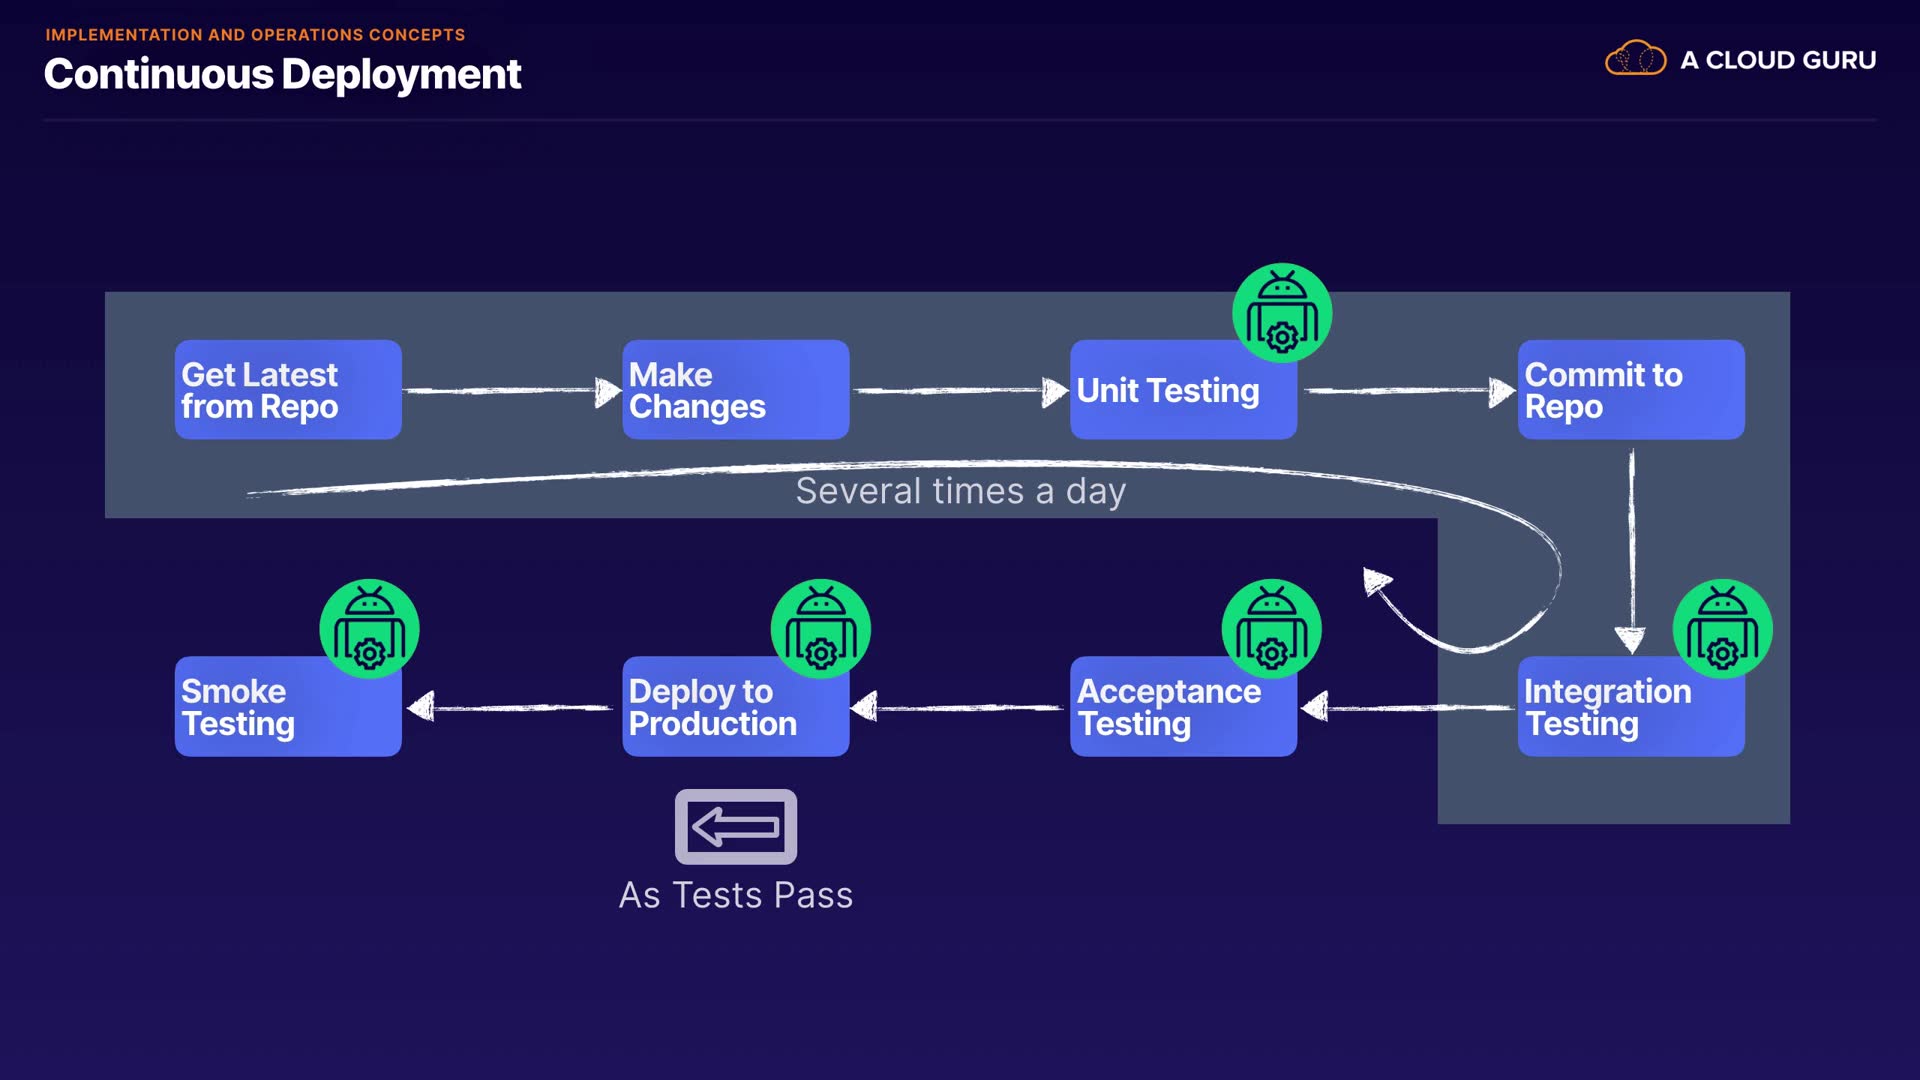 IMPLEMENTATION AND OPERATIONS CONCEPTS
Continuous Deployment
A CLOUD GURU
Get Latest
from Repo
Make
Changes
Unit Testing
Commit to
Repo
Several times a day
Smoke
Testing
Deploy to
Production
Acceptance
Testing
Integration
Testing
As Tests Pass